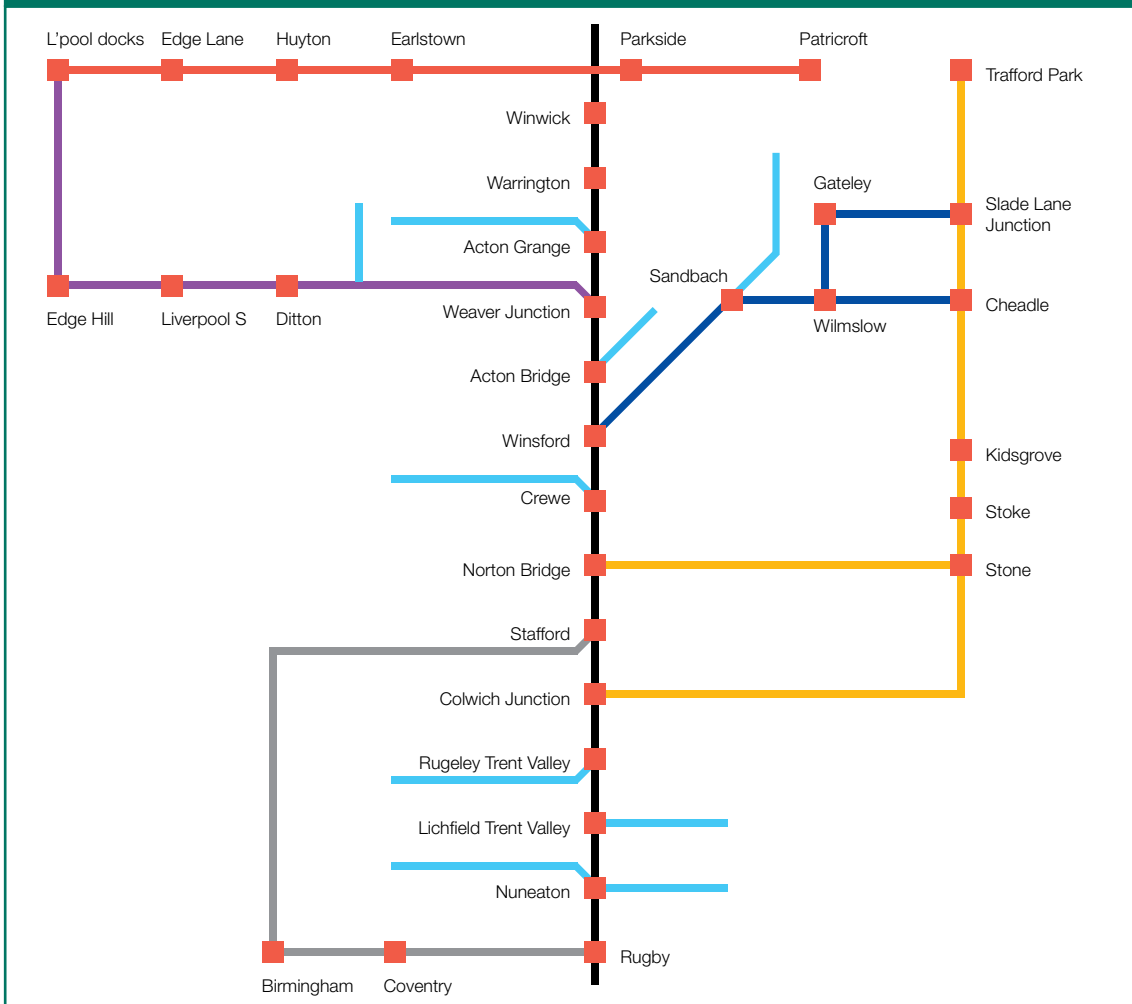 L'pool docks
Edge Lane
Huyton
Earlstown
Parkside
Patricroft
Trafford Park
Winwick
Warrington
Gateley
Slade Lane
Junction
Acton Grange
Sandbach
Edge Hill
Liverpool S
Ditton
Weaver Junction
Wilmslow
Cheadle
Acton Bridge
Winsford
Kidsgrove
Crewe
Stoke
Norton Bridge
Stone
Stafford
Colwich Junction
Rugeley Trent Valley
Lichfield Trent Valley
Nuneaton
Rugby
Birmingham
Coventry